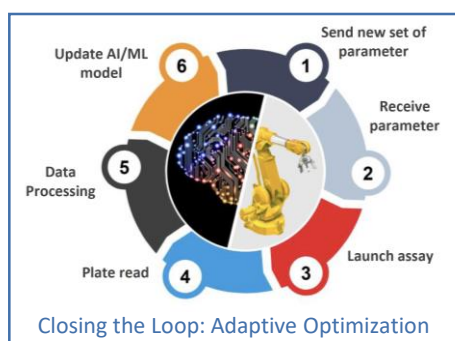 Send new set of
parameter
1
Receive
parameter
2
Launch assay
3
Plate read
4
Data
Processing
5
Update AI/ML
model
6
Closing the Loop: Adaptive Optimization